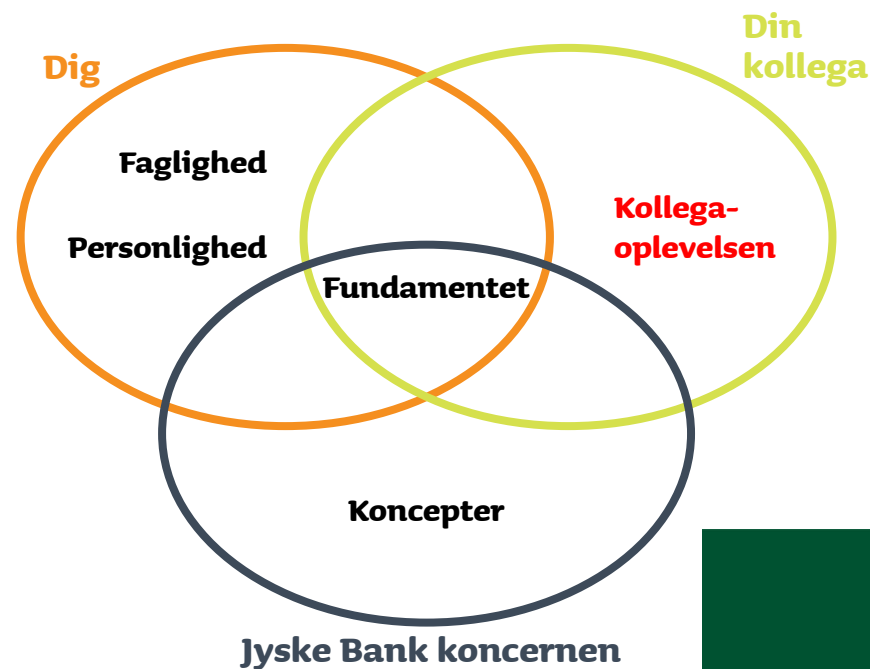 Dig
Din
kollega
Faglighed
Personlighed
Kollega-
oplevelsen
Fundamentet
Koncepter
Jyske Bank koncernen